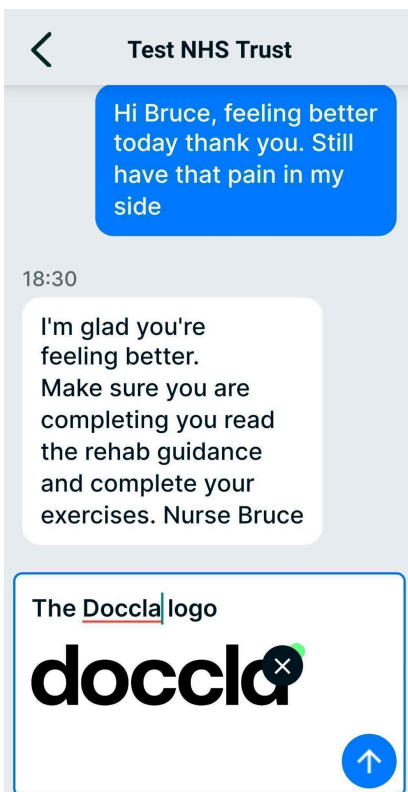 Test NHS Trust
Hi Bruce, feeling better
today thank you. Still
have that pain in my
side
18:30
I'm glad you're
feeling better.
Make sure you are
completing you read
the rehab guidance
and complete your
exercises. Nurse Bruce
The Doccla logo
doccla